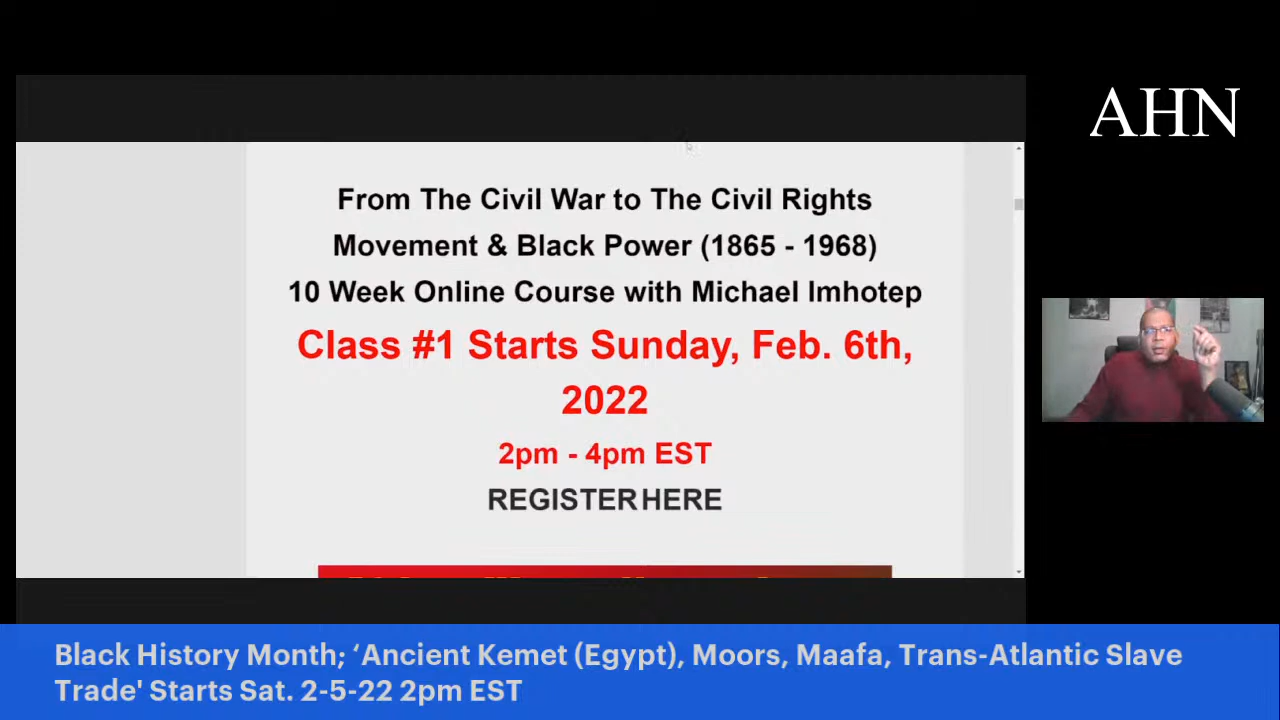 AHN
From The Civil War to The Civil Rights
Movement & Black Power (1865 - 1968)
10 Week Online Course with Michael Imhotep
Class #1 Starts Sunday, Feb. 6th,
2022
2pm - 4pm EST
REGISTER HERE
Black History Month; ‘Ancient Kemet (Egypt), Moors, Maafa, Trans-Atlantic Slave
Trade' Starts Sat. 2-5-22 2pm EST